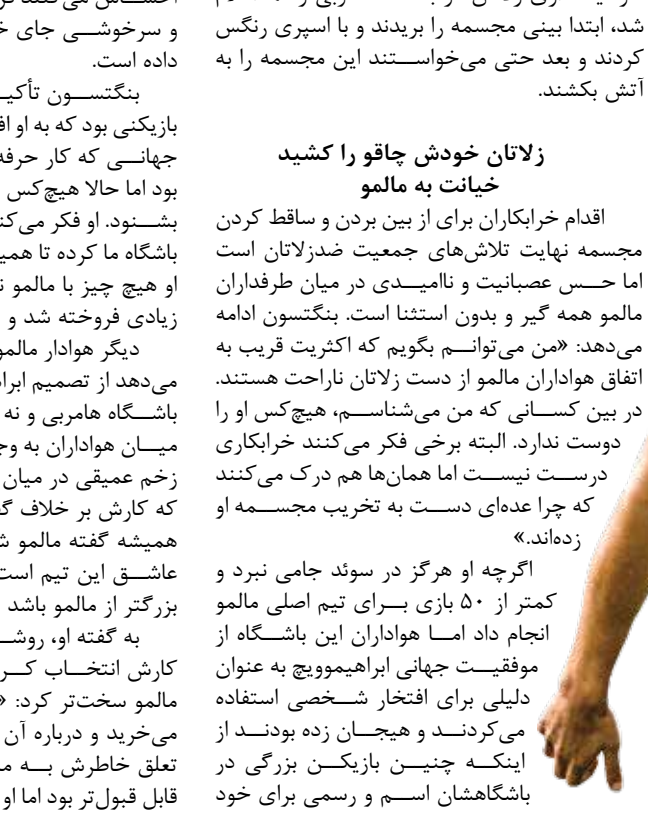 شد، ابتدا بینی مجسمه را بریدند و با اسپری رنگس
کردند و بعد حتی می‌خواستند این مجسمه را به
آتش بکشند.
زلاتان خودش چاقو را کشید
خیانت به مالمو
اقدام خرابکاران برای از بین بردن و ساقط کردن
مجسمه نهایت تلاش‌های جمعیت ضدزلاتان است
اما حس عصبانیت و ناامیدی در میان طرفداران
مالمو همه گیر و بدون استثنا است. بنگتسون ادامه
می‌دهد: «من می‌توانم بگویم که اکثریت قریب به
اتفاق هواداران مالمو از دست زلاتان ناراحت هستند.
در بین کسانی که من می‌شناسم، هیچ‌کس او را
دوست ندارد. البته برخی فکر می‌کنند خرابکاری
درست نیست اما همان‌ها هم درک می‌کنند
که چرا عده‌ای دست به تخریب مجسمه او
زده‌اند.»
اگرچه او هرگز در سوئد جامی نبرد و
کمتر از ۵۰ بازی برای تیم اصلی مالمو
انجام داد اما هواداران این باشگاه از
موفقیت جهانی ابراهیموویچ به عنوان
دلیلی برای افتخار شخصی استفاده
می‌کردند و هیجان زده بودند از
اینکه چنین بازیکن بزرگی در
باشگاهشان اسم و رسمی برای خود
و سرخوشی جای
داده است.
بنگتسون
بازیکنی بود که به او
جهانی که کار حرفه
بود اما حالا هیچ‌کس
بشنود. او فکر
باشگاه ما کرده تا
او هیچ چیز با مالمو
زیادی فروخته شد و
دیگر هوادار مالمو
می‌دهد از تصمیم
باشگاه هامربی و نه
میان هواداران به
زخم عمیقی در میان
که کارش بر خلاف
همیشه گفته مالمو
عاشق این تیم است
بزرگتر از مالمو باشد
به گفته او،
کارش انتخاب
مالمو سخت‌تر کرد: «
می‌خرید و درباره آن
تعلق خاطرش به
قابل قبول‌تر بود اما او